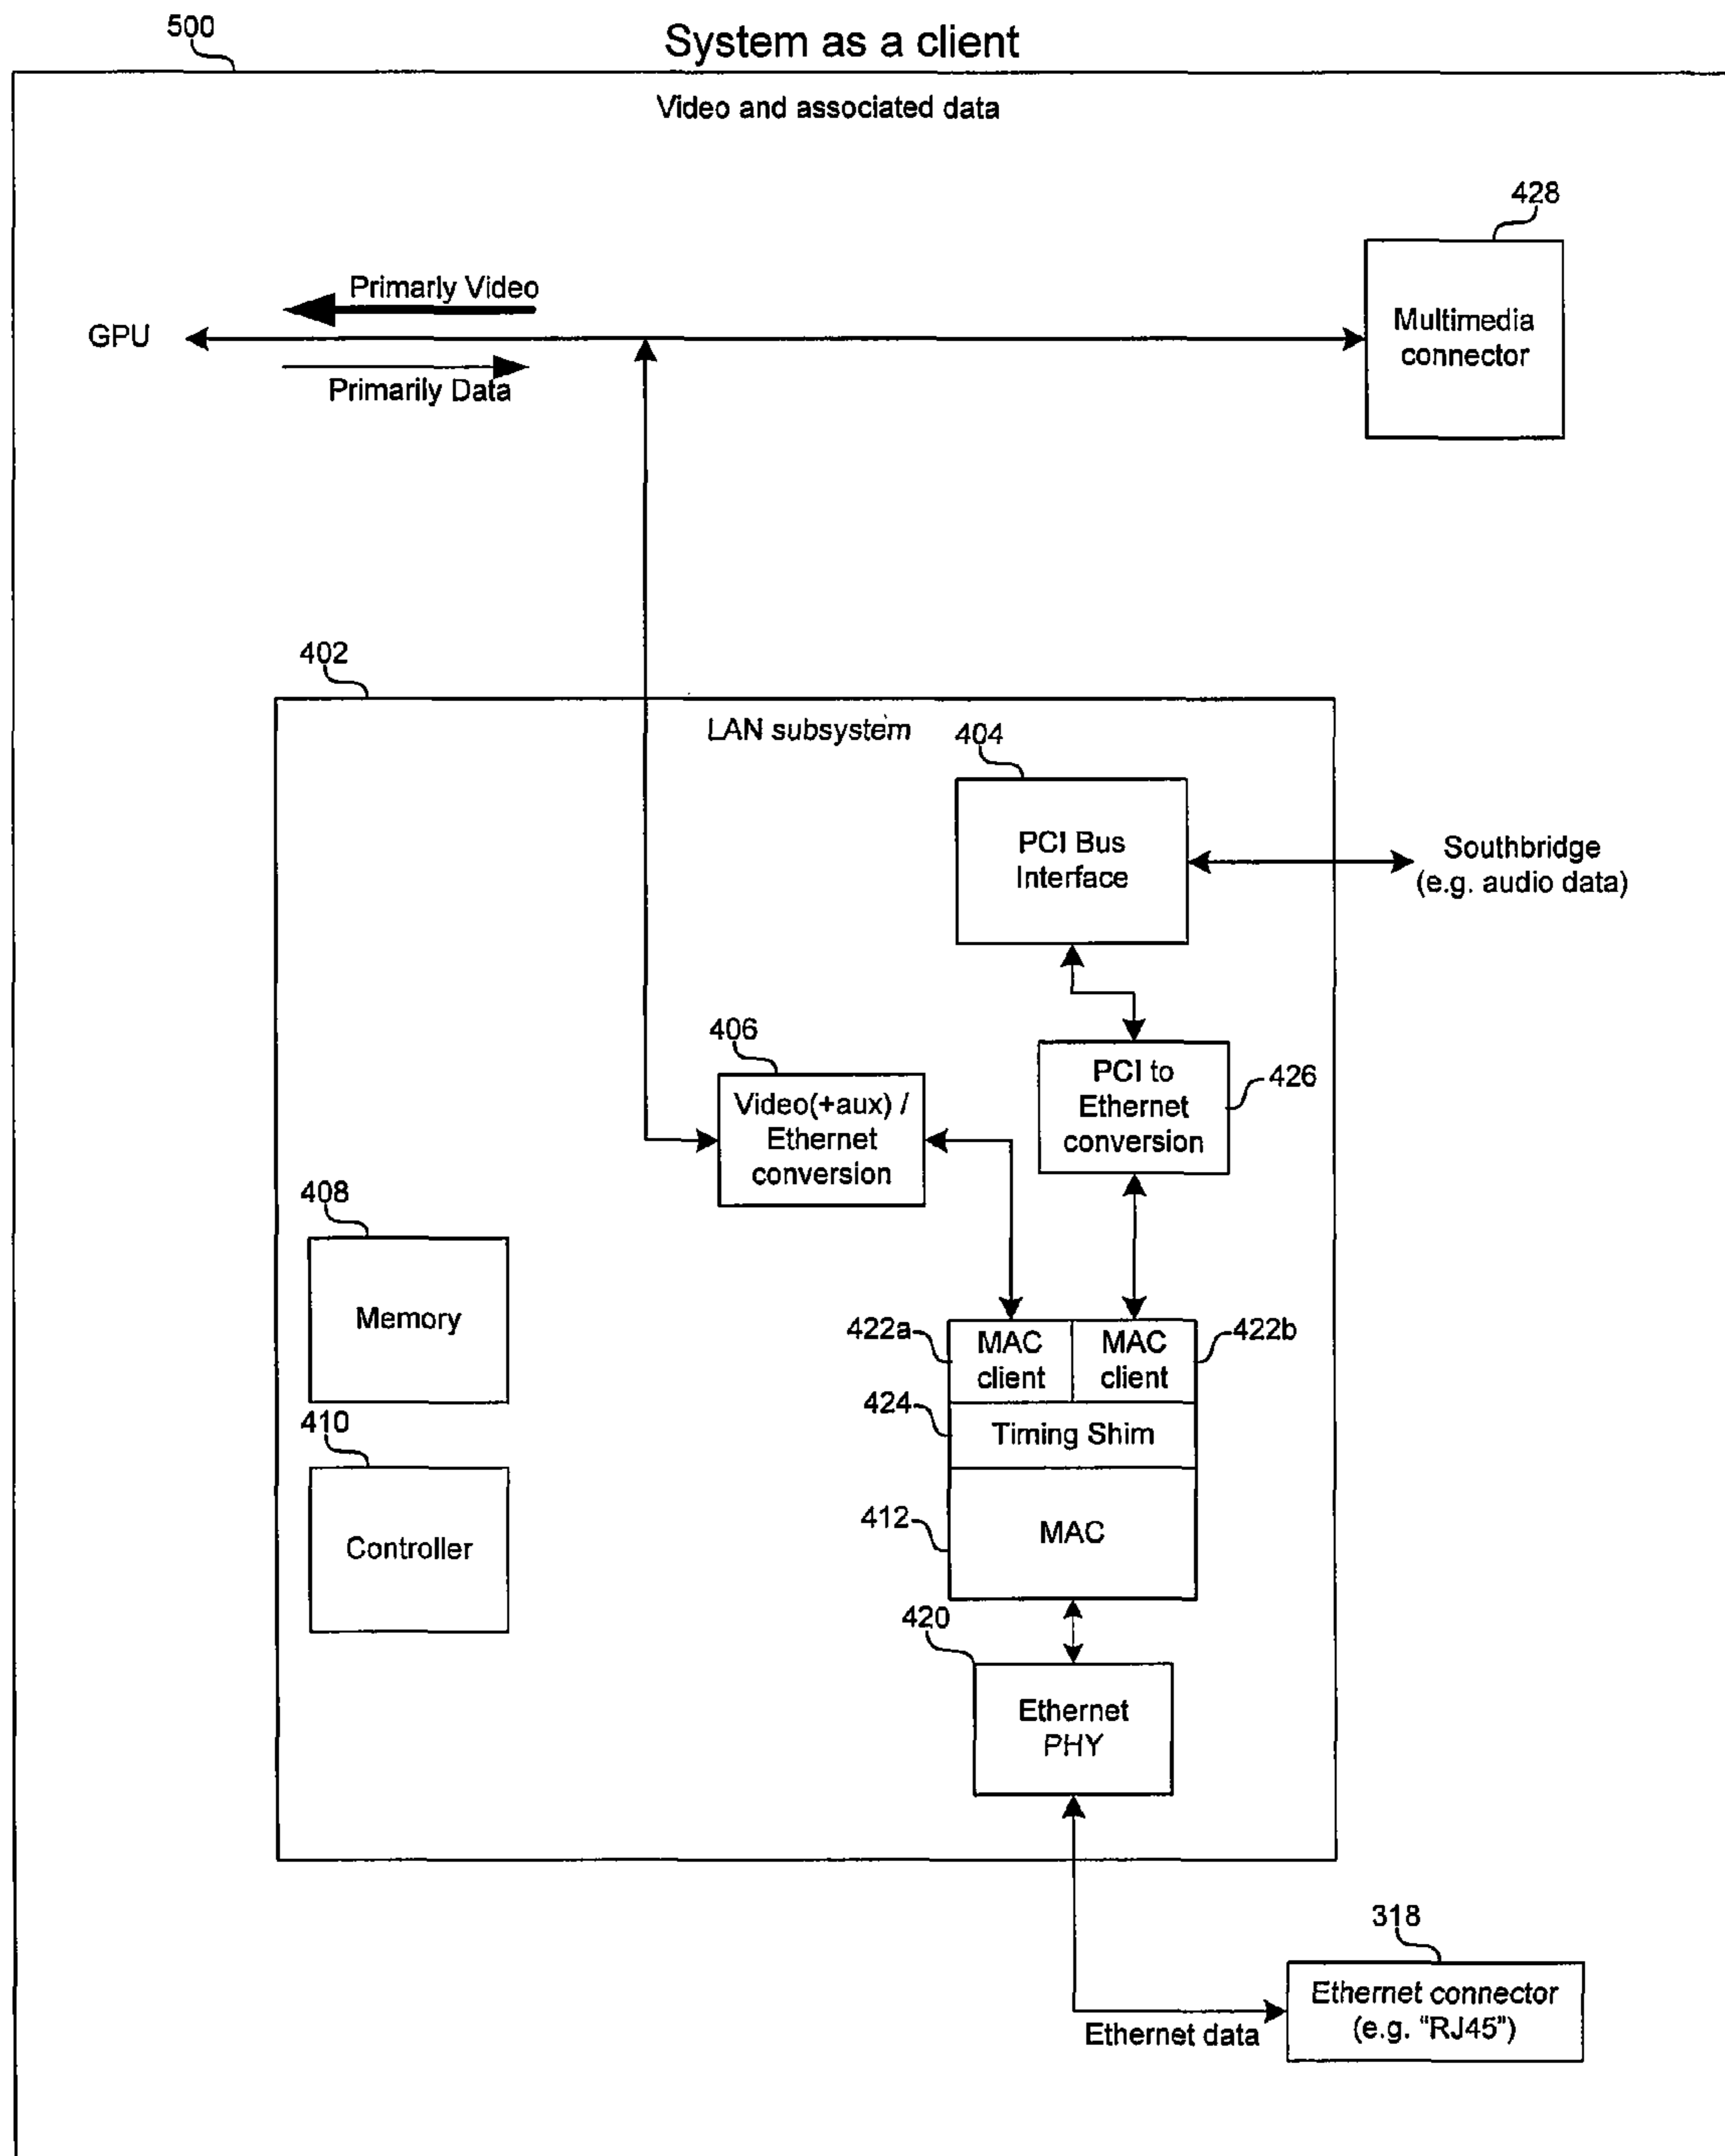 500
System as a client
Video and associated data
428
Primarly Video
GPU
Primarily Data
Multimedia
connector
402
LAN subsystem
404
PCI Bus
Interface
Southbridge
(e.g. audio data)
406
Video(+aux) /
Ethernet
conversion
PCI to
Ethernet
conversion
426
408
Memory
422a
MAC
client
MAC
client
422b
424
Timing Shim
410
Controller
412
MAC
420
Ethernet
PHY
318
Ethernet connector
(e.g. “RJ45”)
Ethernet data